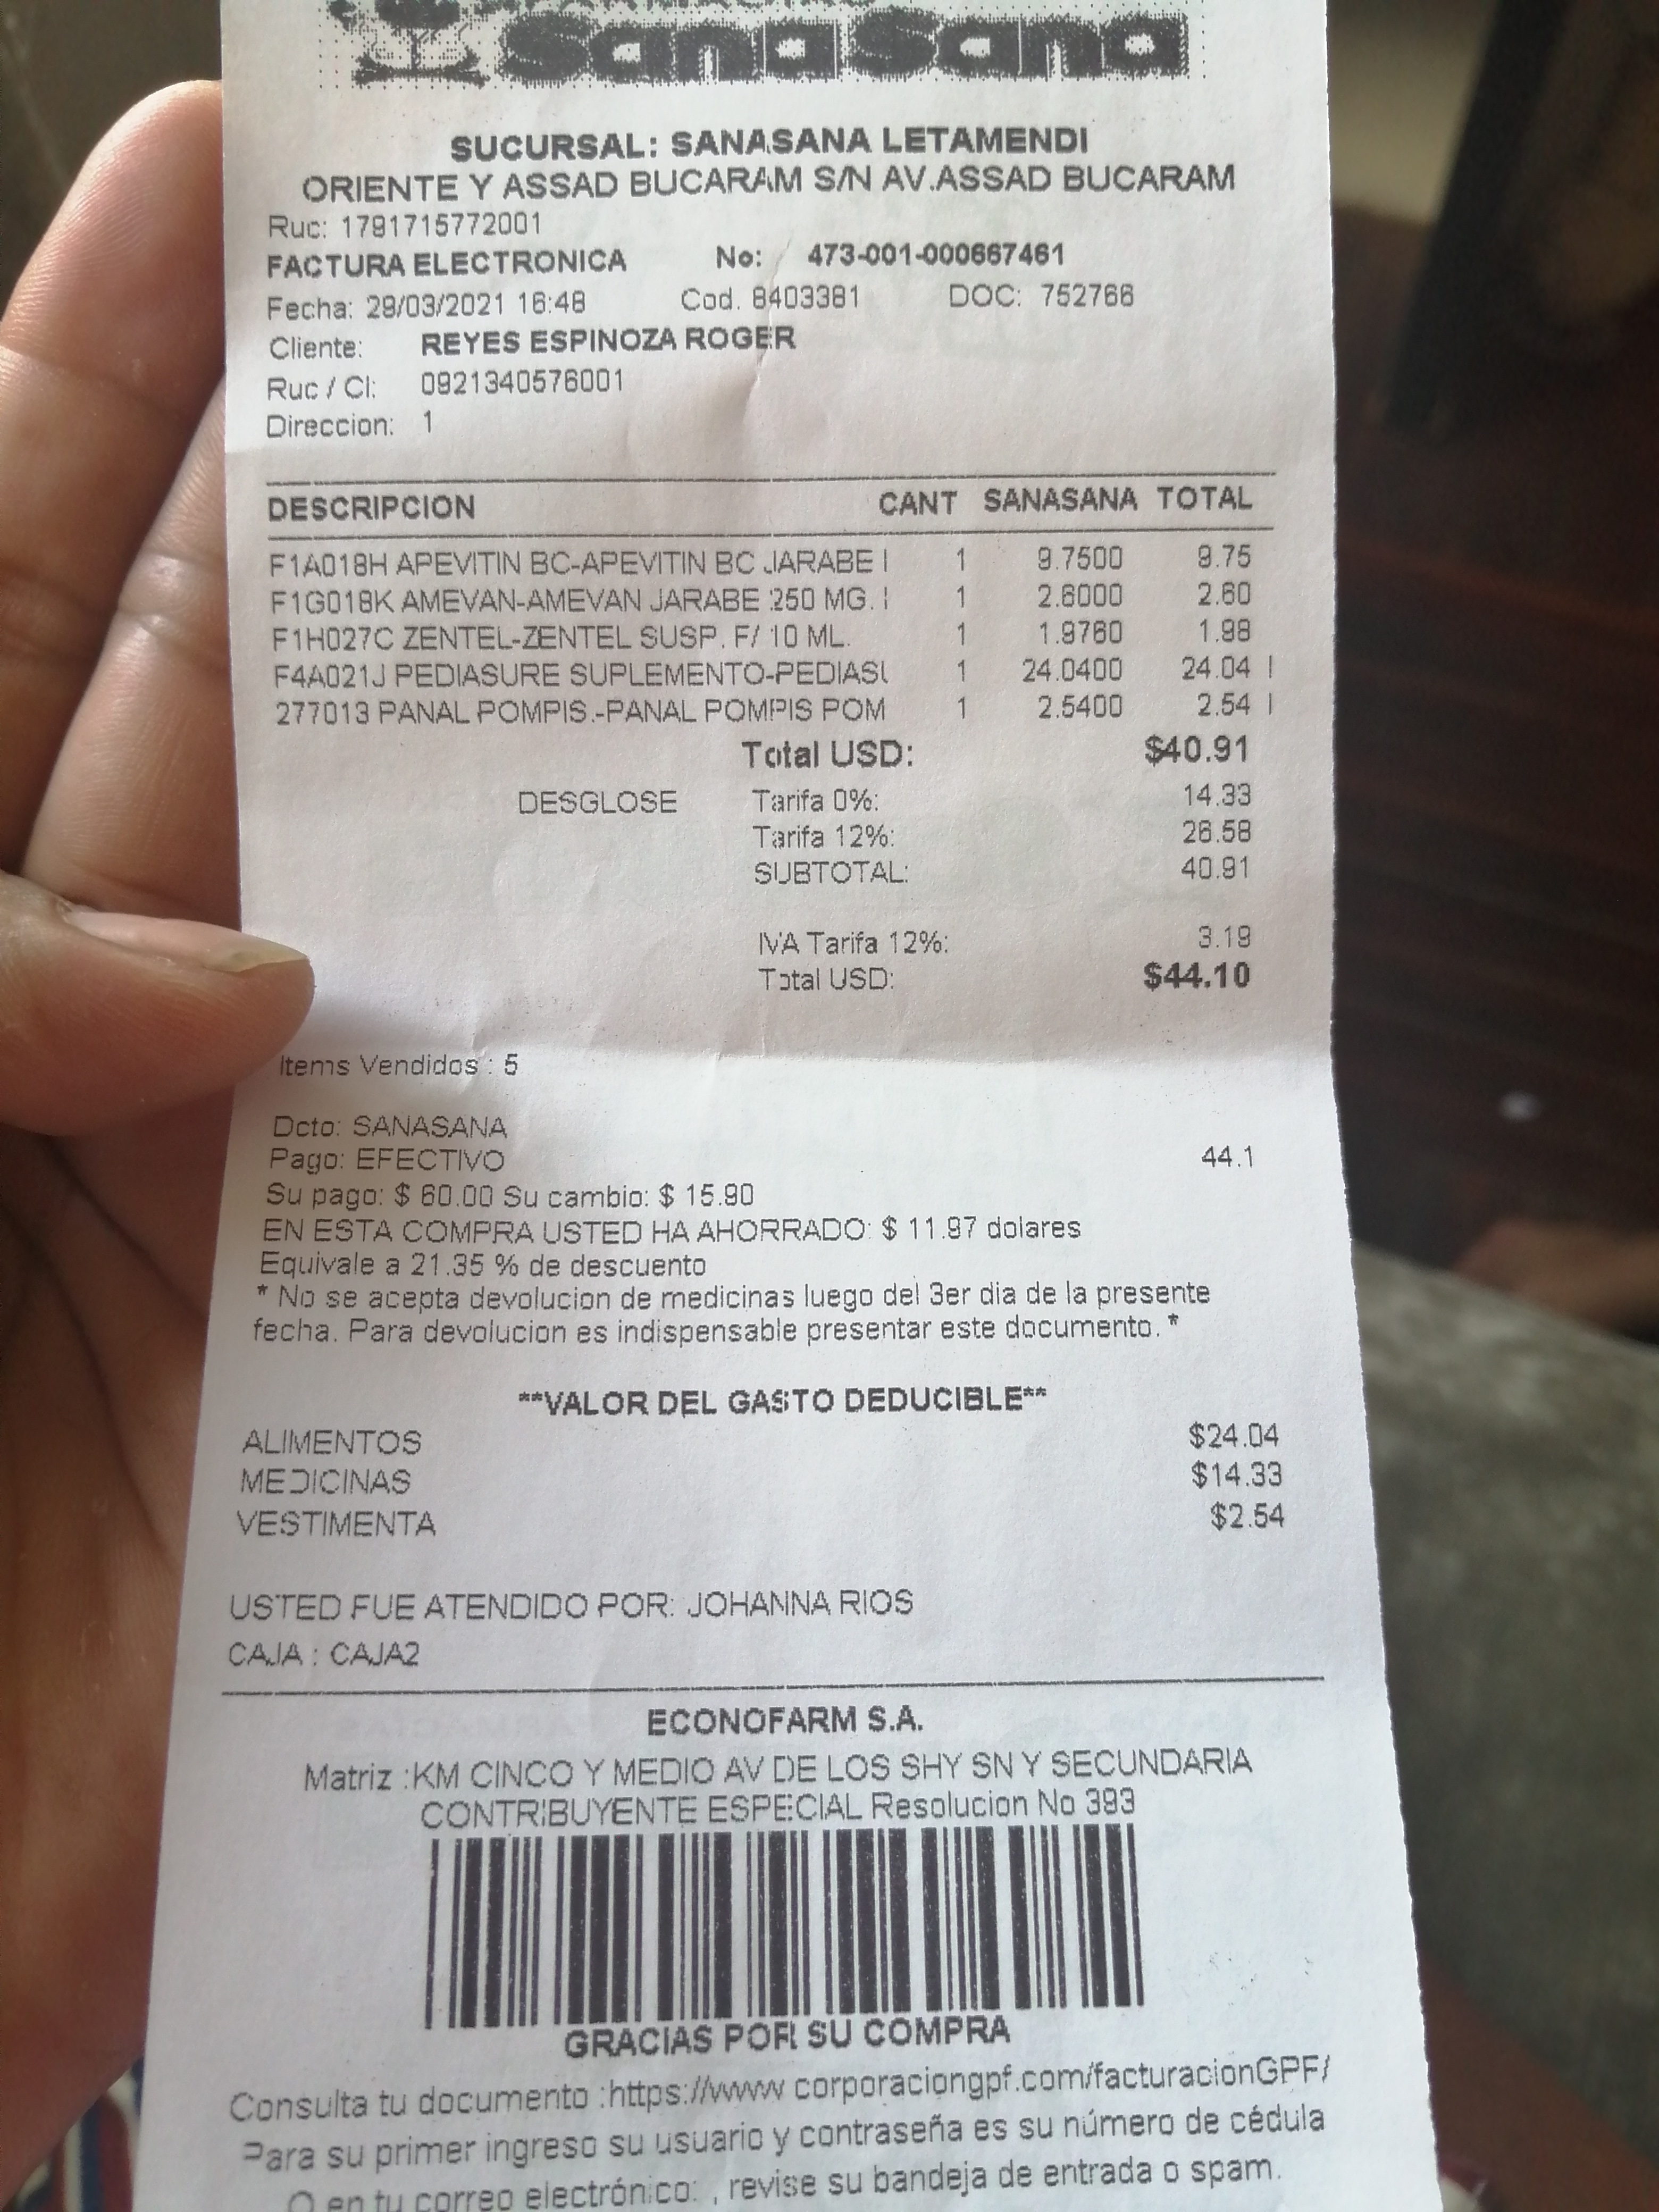 SanaSana
SUCURSAL: SANASANA LETAMENDI
ORIENTE Y ASSAD BUCARAM S/N AV.ASSAD BUCARAM
Ruc: 1791715772001
FACTURA ELECTRONICA No: 473-001-000667461
Fecha: 28/03/2021 16:48 Cod. 8403381 DOC: 752766
Cliente: REYES ESPINOZA ROGER
Ruc / CI: 0921340576001
Direccion: 1
DESCRIPCION CANT SANASANA TOTAL
F1A018H APEVITIN BC-APEVITIN BC JARABE I 1 9.7500 9.75
F1G018K AMEVAN-AMEVAN JARABE 250 MG. I 1 2.6000 2.60
F1H027C ZENTEL-ZENTEL SUSP. F/ 10 ML. 1 1.9760 1.98
F4A021J PEDIASURE SUPLEMENTO-PEDIASU 1 24.0400 24.04 I
277013 PANAL POMPIS.-PANAL POMPIS POM 1 2.5400 2.54 I
Total USD: $40.91
DESGLOSE Tarifa 0%: 14.33
Tarifa 12%: 26.58
SUBTOTAL: 40.91
IVA Tarifa 12%: 3.19
Total USD: $44.10
Items Vendidos : 5
Dcto: SANASANA
Pago: EFECTIVO 44.1
Su pago: $ 60.00 Su cambio: $ 15.90
EN ESTA COMPRA USTED HA AHORRADO: $ 11.97 dolares
Equivale a 21.35 % de descuento
* No se acepta devolucion de medicinas luego del 3er dia de la presente
fecha. Para devolucion es indispensable presentar este documento. *
**VALOR DEL GASTO DEDUCIBLE**
ALIMENTOS $24.04
MEDICINAS $14.33
VESTIMENTA $2.54
USTED FUE ATENDIDO POR: JOHANNA RIOS
CAJA : CAJA2
ECONOFARM S.A.
Matriz :KM CINCO Y MEDIO AV DE LOS SHY SN Y SECUNDARIA
CONTRIBUYENTE ESPECIAL Resolucion No 393
GRACIAS POR SU COMPRA
Consulta tu documento :https://www corporaciongpf.com/facturacionGPF/
Para su primer ingreso su usuario y contraseña es su número de cédula
O en tu correo electrónico: , revise su bandeja de entrada o spam.